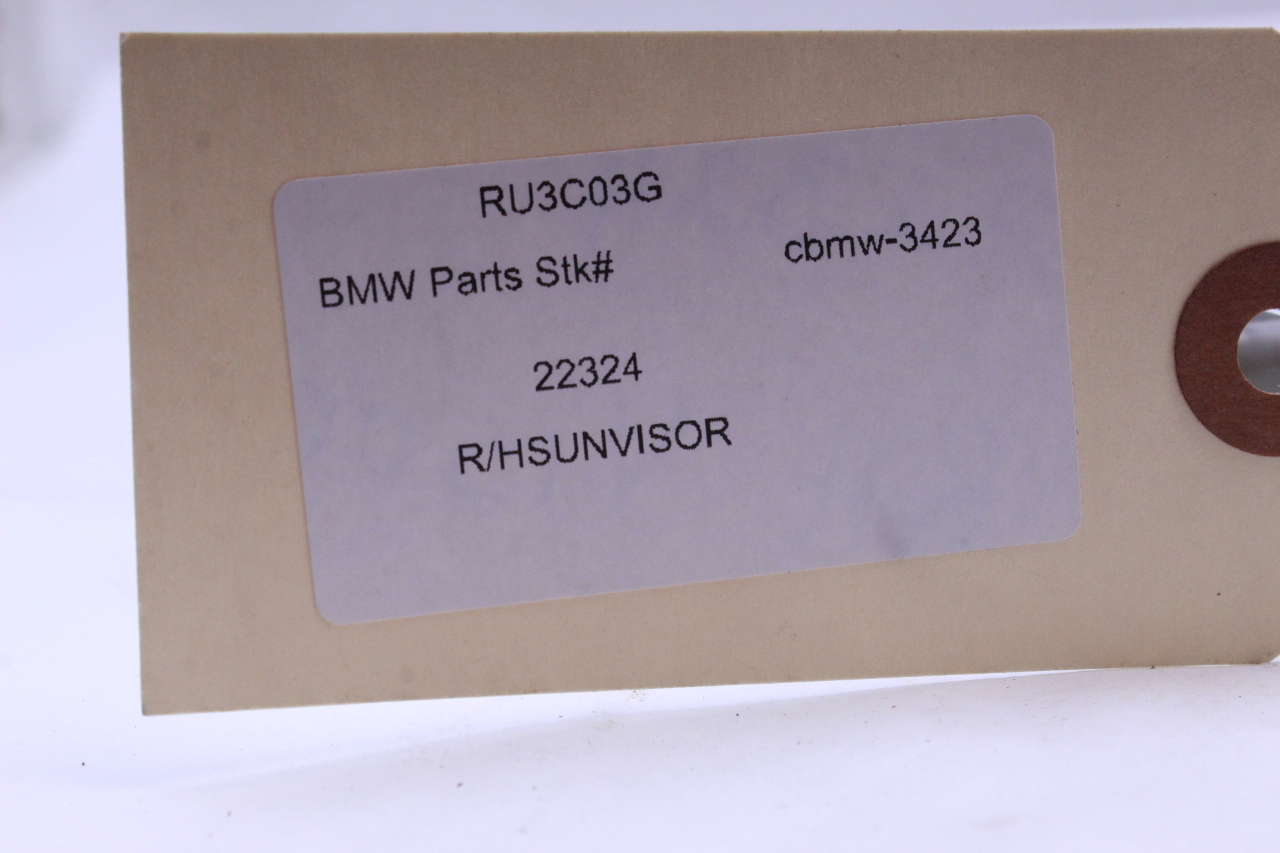 RU3C03G
BMW Parts Stk# cbmw-3423
22324
R/HSUNVISOR